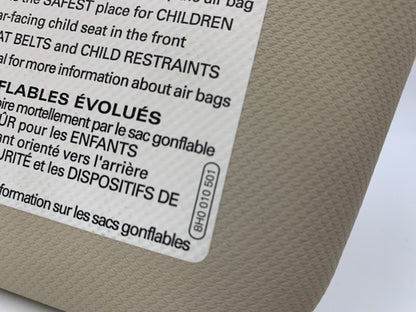 the SAFEST place for CHILDREN
ar-facing child seat in the front
AT BELTS and CHILD RESTRAINTS
al for more information about air bags
FLABLES ÉVOLUÉS
oire mortellement par le sac gonflable
ÛR pour les ENFANTS
ant orienté vers l'arrière
URITÉ et les DISPOSITIFS DE
nformation sur les sacs gonflables
8H0 010 501